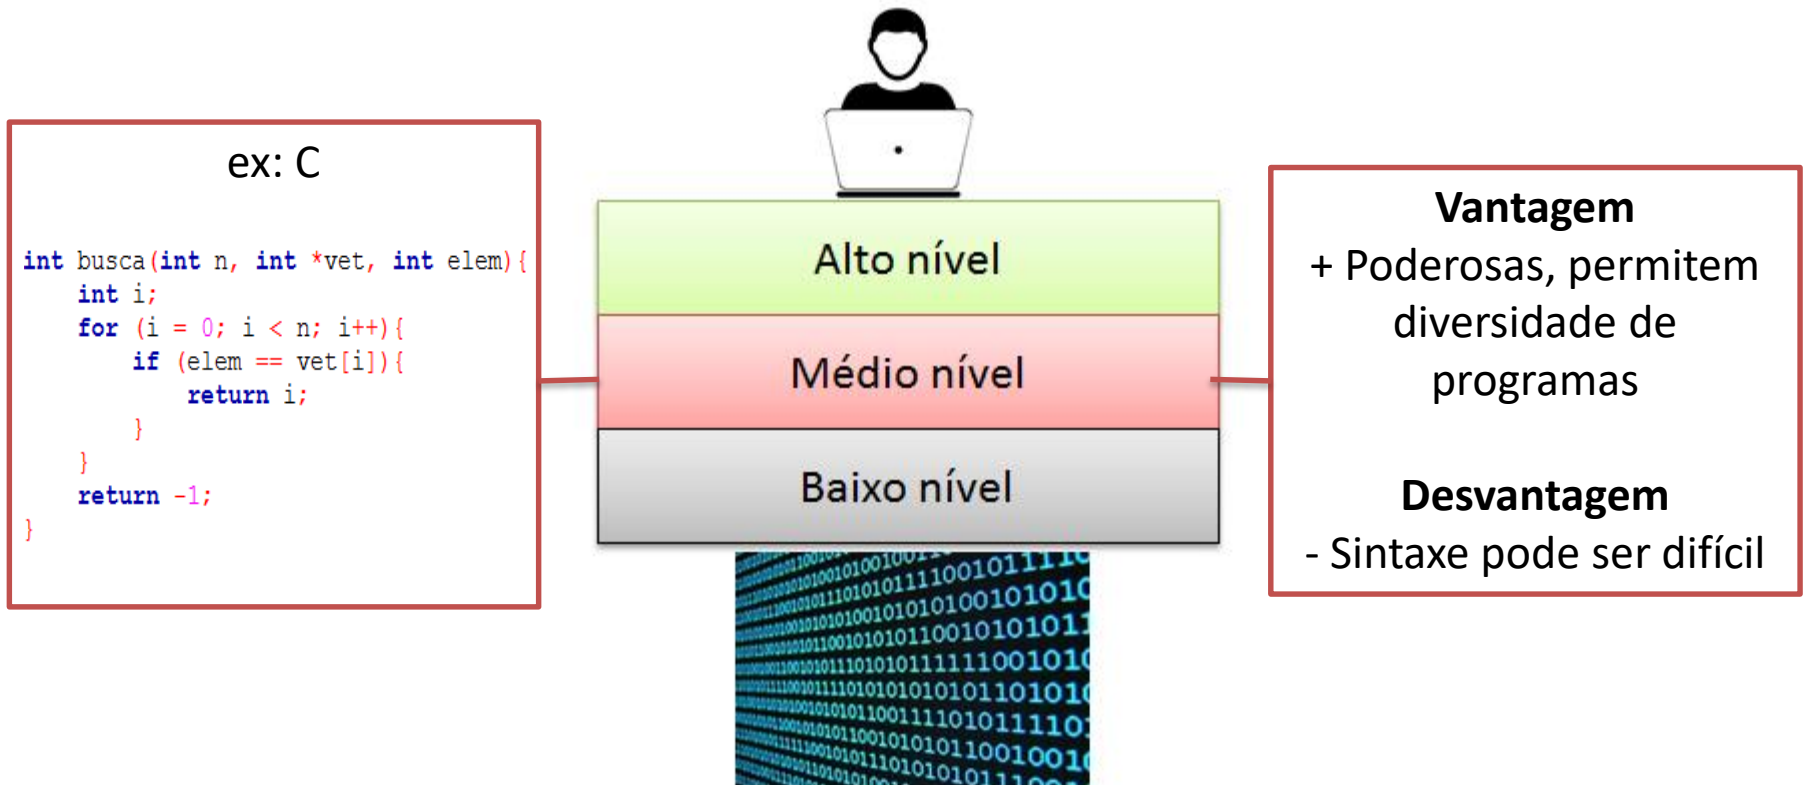 ex: C
int busca(int n, int *vet, int elem){
    int i;
    for (i = 0; i < n; i++){
        if (elem == vet[i]){
            return i;
        }
    }
    return -1;
}
Alto nível
Médio nível
Baixo nível
Vantagem
+ Poderosas, permitem
diversidade de
programas
Desvantagem
- Sintaxe pode ser difícil